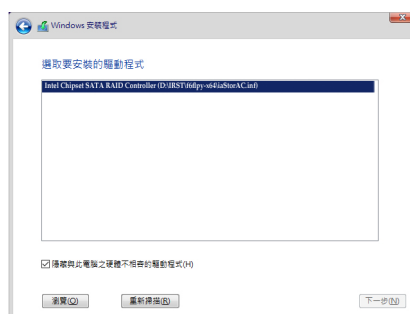 Windows 安裝程式
選取要安裝的驅動程式
Intel Chipset SATA RAID Controller (D:\IRST\f6flpy-x64\iaStorAC.inf)
隱藏與此電腦之硬體不相容的驅動程式(H)
瀏覽(O)
重新掃描(R)
下一步(N)